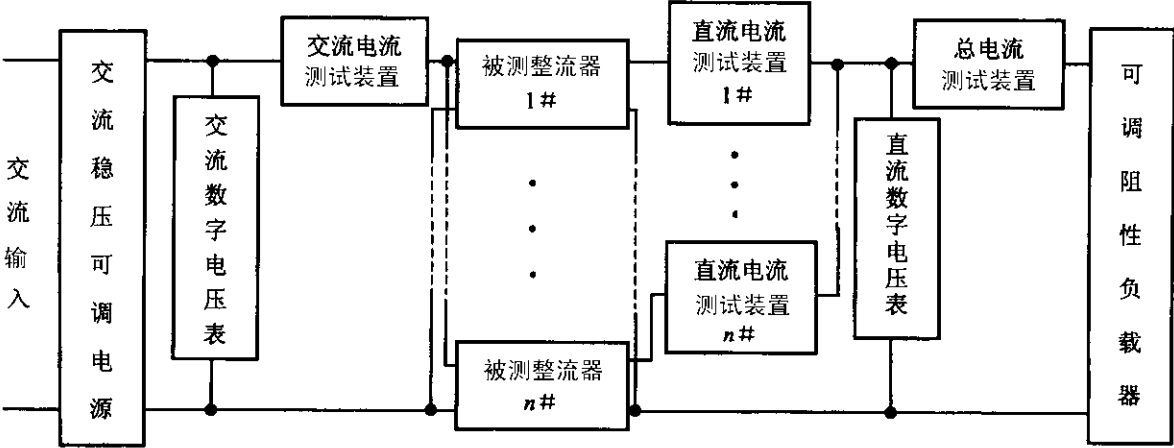 交流输入
交流稳压可调电源
交流数字电压表
交流电流
测试装置
被测整流器
1#
被测整流器
n#
直流电流
测试装置
1#
直流电流
测试装置
n#
直流数字电压表
总电流
测试装置
可调阻性负载器